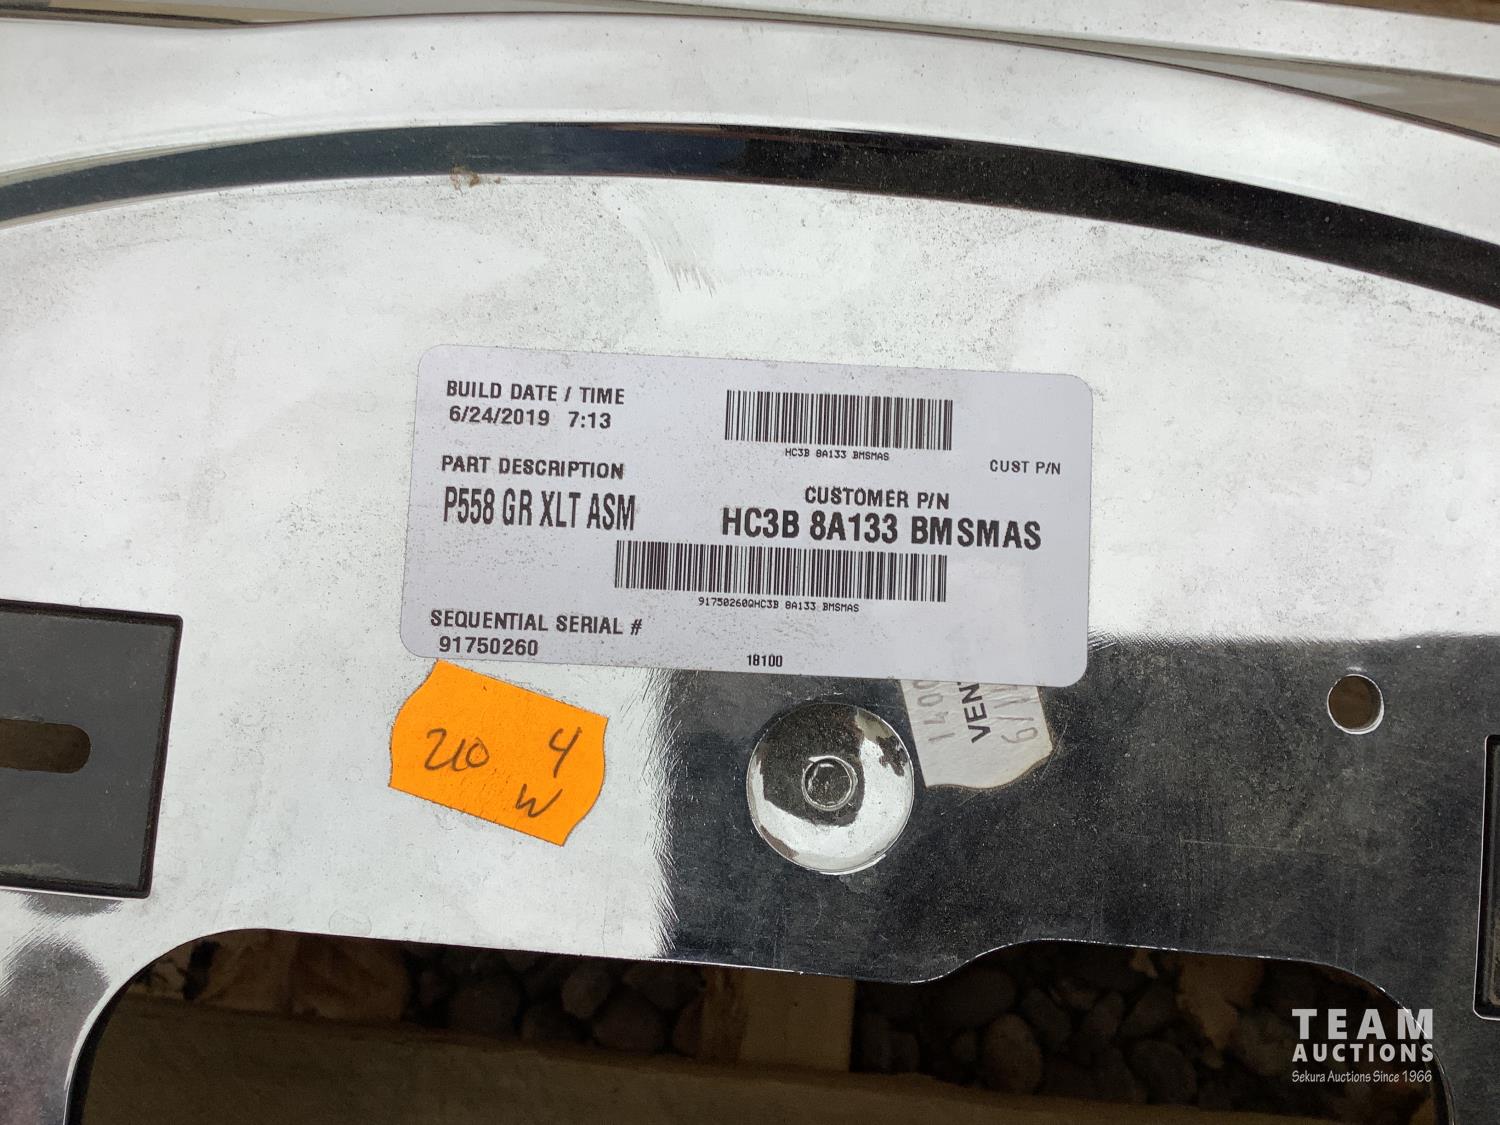 BUILD DATE / TIME
6/24/2019 7:13
HC3B 8A133 BMSMAS
CUST P/N
PART DESCRIPTION
P558 GR XLT ASM
CUSTOMER P/N
HC3B 8A133 BMSMAS
91750260QHC3B 8A133 BMSMAS
SEQUENTIAL SERIAL #
91750260
18100
210 4
W
VEN
TEAM
AUCTIONS
Sekura Auctions Since 1966